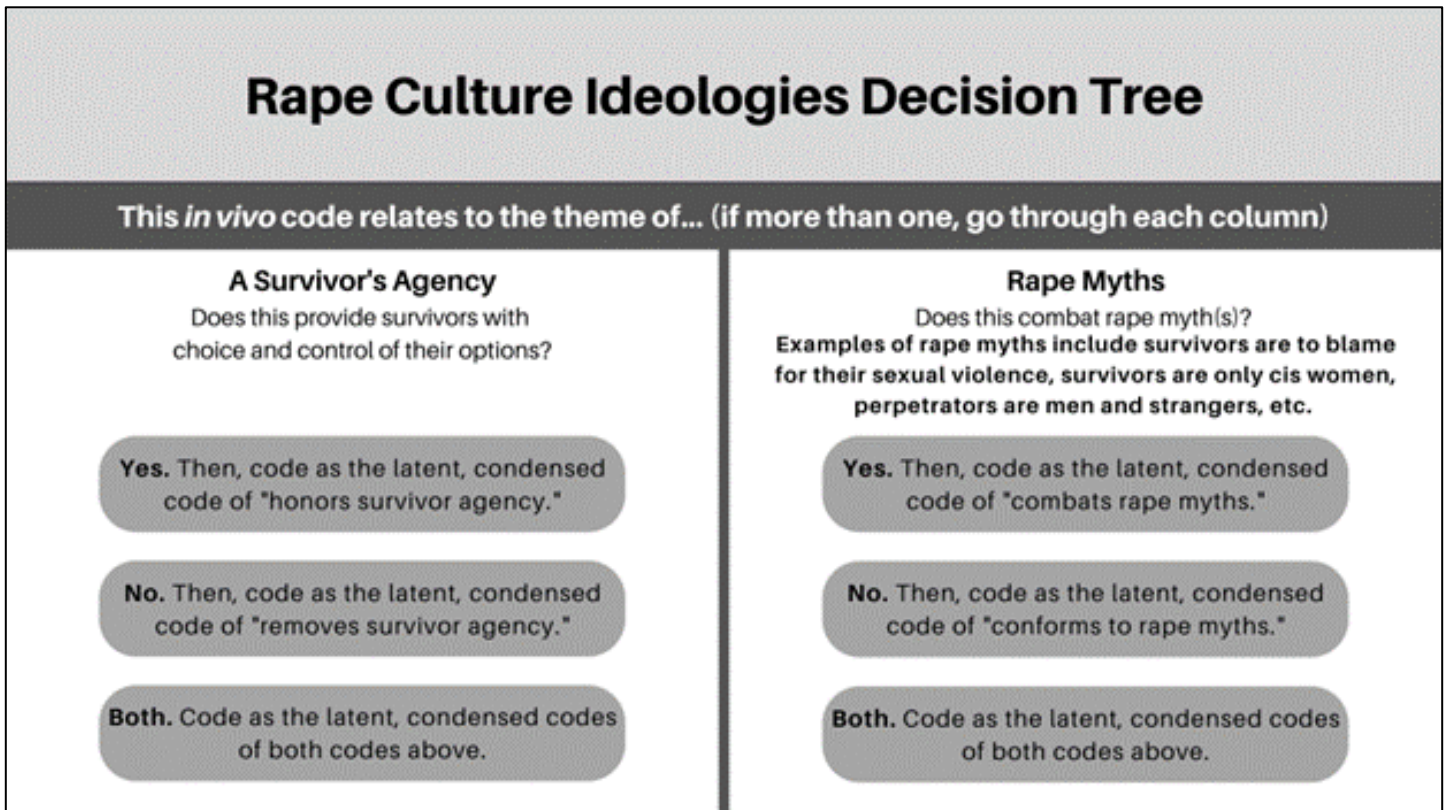 Rape Culture Ideologies Decision Tree
This in vivo code relates to the theme of... (if more than one, go through each column)
A Survivor's Agency
Does this provide survivors with
choice and control of their options?
Yes. Then, code as the latent, condensed
code of "honors survivor agency."
No. Then, code as the latent, condensed
code of "removes survivor agency."
Both. Code as the latent, condensed codes
of both codes above.
Rape Myths
Does this combat rape myth(s)?
Examples of rape myths include survivors are to blame
for their sexual violence, survivors are only cis women,
perpetrators are men and strangers, etc.
Yes. Then, code as the latent, condensed
code of "combats rape myths."
No. Then, code as the latent, condensed
code of "conforms to rape myths."
Both. Code as the latent, condensed codes
of both codes above.